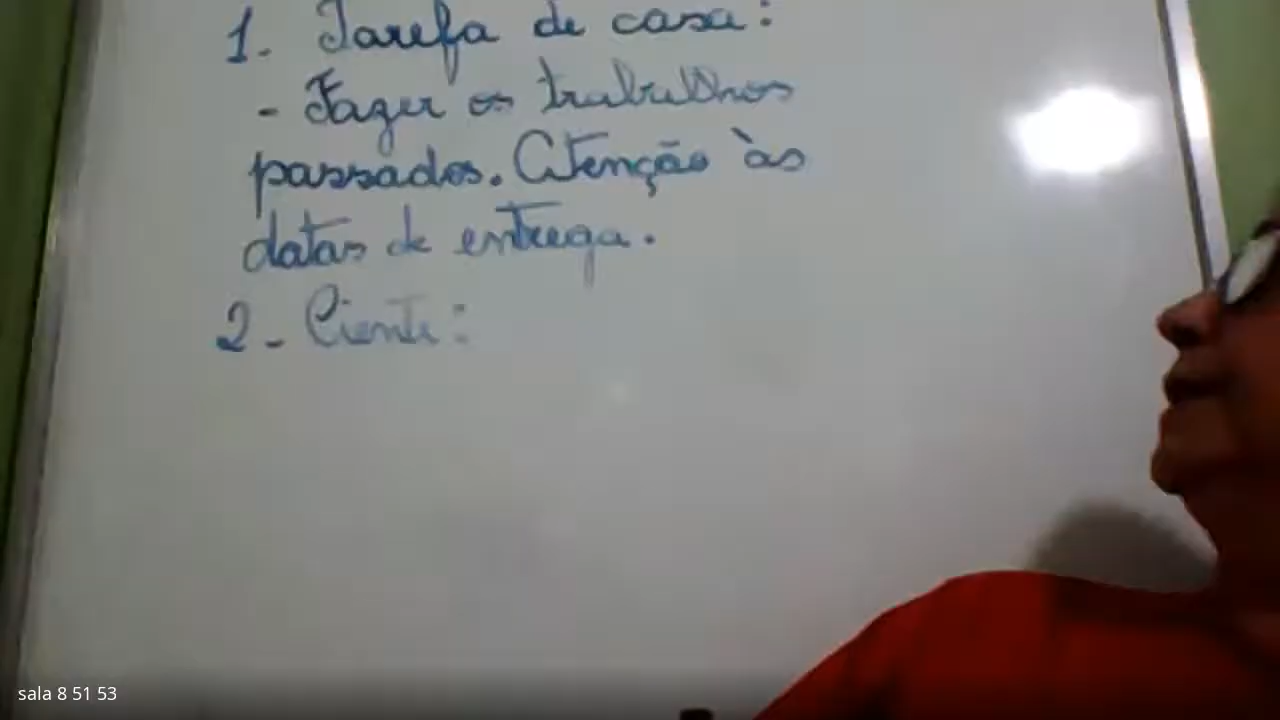 1. Tarefa de casa:
- Fazer os trabalhos
passados. Atenção às
datas de entrega.
2- Ciente:
sala 8 51 53